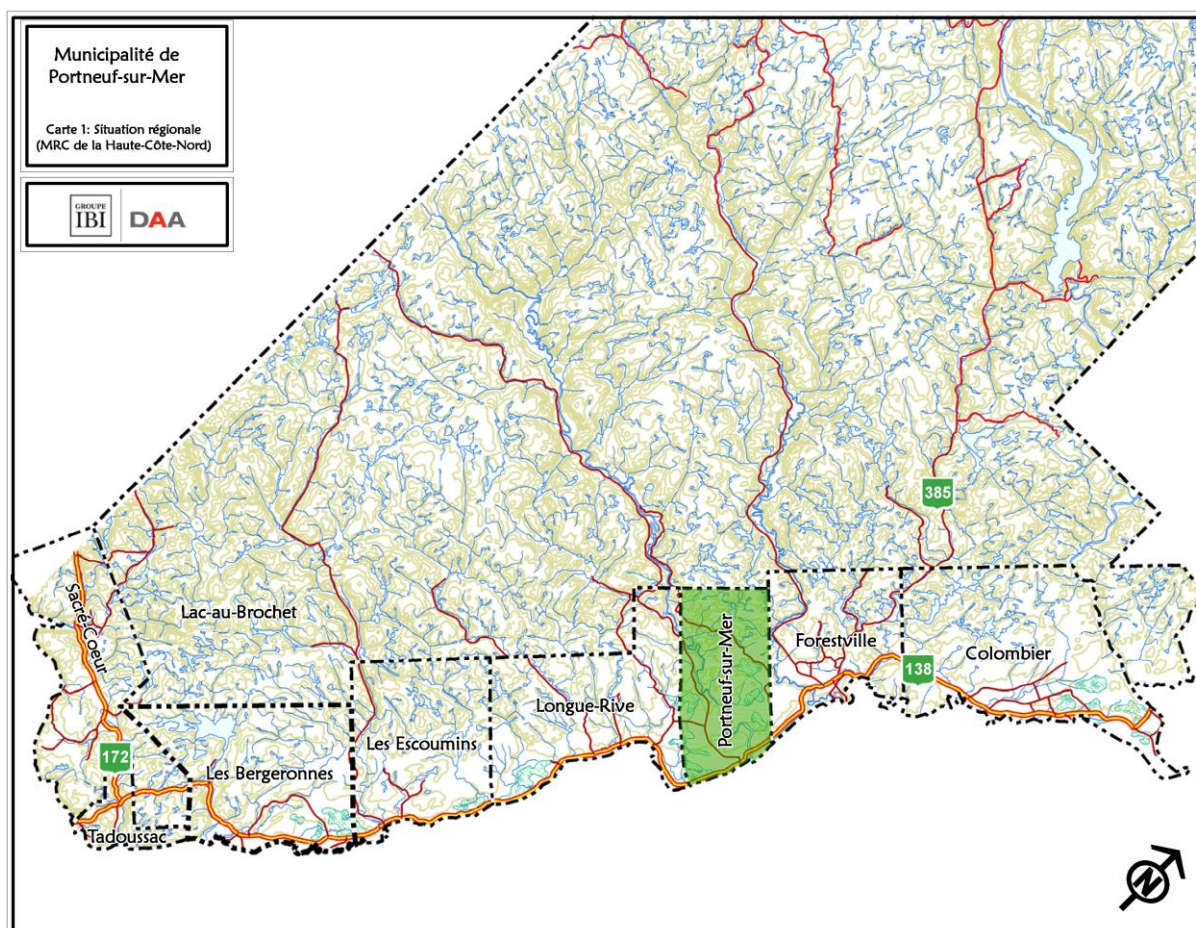 Municipalité de
Portneuf-sur-Mer
Carte 1: Situation régionale
(MRC de la Haute-Côte-Nord)
GROUPE
IBI
DAA
385
Sacré-Coeur
Lac-au-Brochet
Portneuf-sur-Mer
Forestville
138
Colombier
Longue-Rive
Les Escoumins
172
Les Bergeronnes
Tadoussac
N